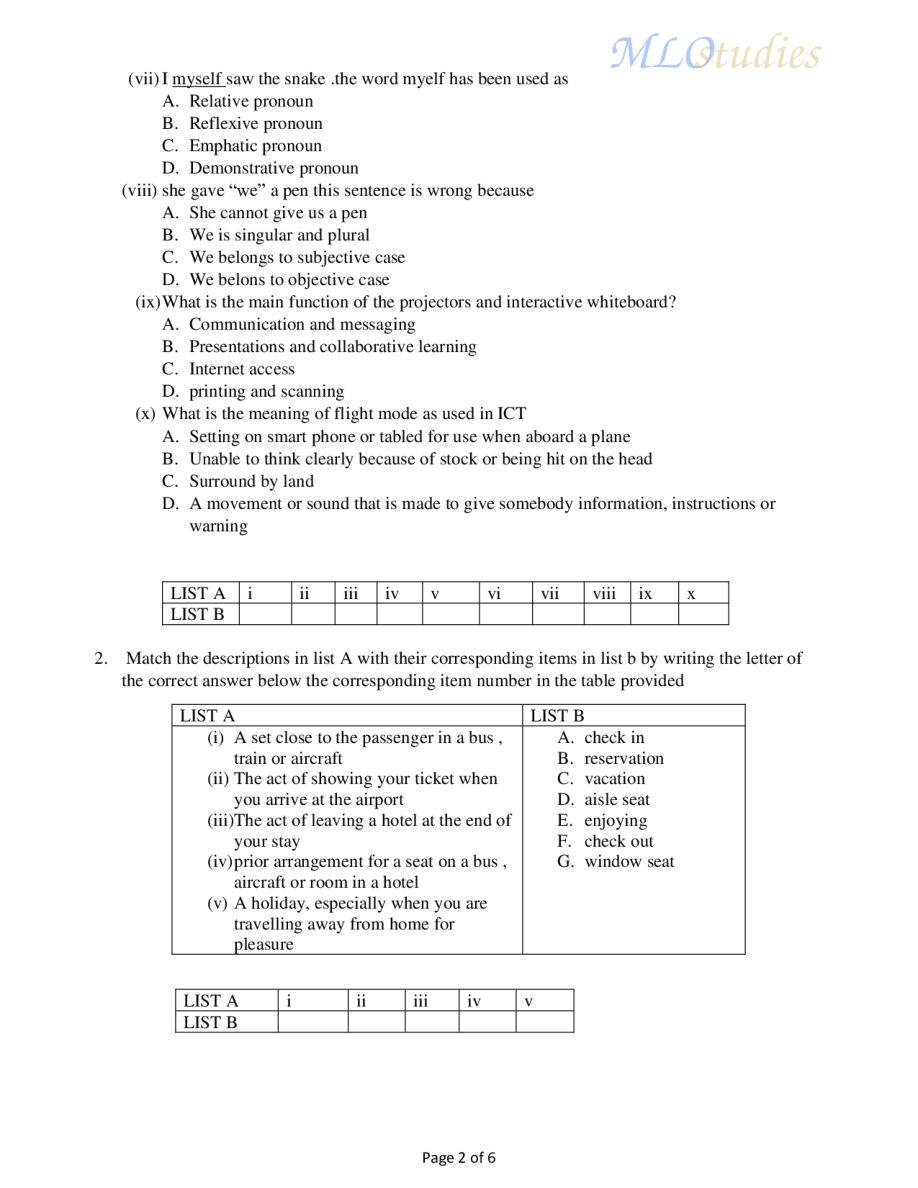 MLOstudies
(vii) I myself saw the snake .the word myelf has been used as
A. Relative pronoun
B. Reflexive pronoun
C. Emphatic pronoun
D. Demonstrative pronoun
(viii) she gave “we” a pen this sentence is wrong because
A. She cannot give us a pen
B. We is singular and plural
C. We belongs to subjective case
D. We belons to objective case
(ix) What is the main function of the projectors and interactive whiteboard?
A. Communication and messaging
B. Presentations and collaborative learning
C. Internet access
D. printing and scanning
(x) What is the meaning of flight mode as used in ICT
A. Setting on smart phone or tabled for use when aboard a plane
B. Unable to think clearly because of stock or being hit on the head
C. Surround by land
D. A movement or sound that is made to give somebody information, instructions or
warning
LIST A i ii iii iv v vi vii viii ix x
LIST B
2. Match the descriptions in list A with their corresponding items in list b by writing the letter of
the correct answer below the corresponding item number in the table provided
LIST A
(i) A set close to the passenger in a bus ,
train or aircraft
(ii) The act of showing your ticket when
you arrive at the airport
(iii)The act of leaving a hotel at the end of
your stay
(iv)prior arrangement for a seat on a bus ,
aircraft or room in a hotel
(v) A holiday, especially when you are
travelling away from home for
pleasure
LIST B
A. check in
B. reservation
C. vacation
D. aisle seat
E. enjoying
F. check out
G. window seat
LIST A i ii iii iv v
LIST B
Page 2 of 6